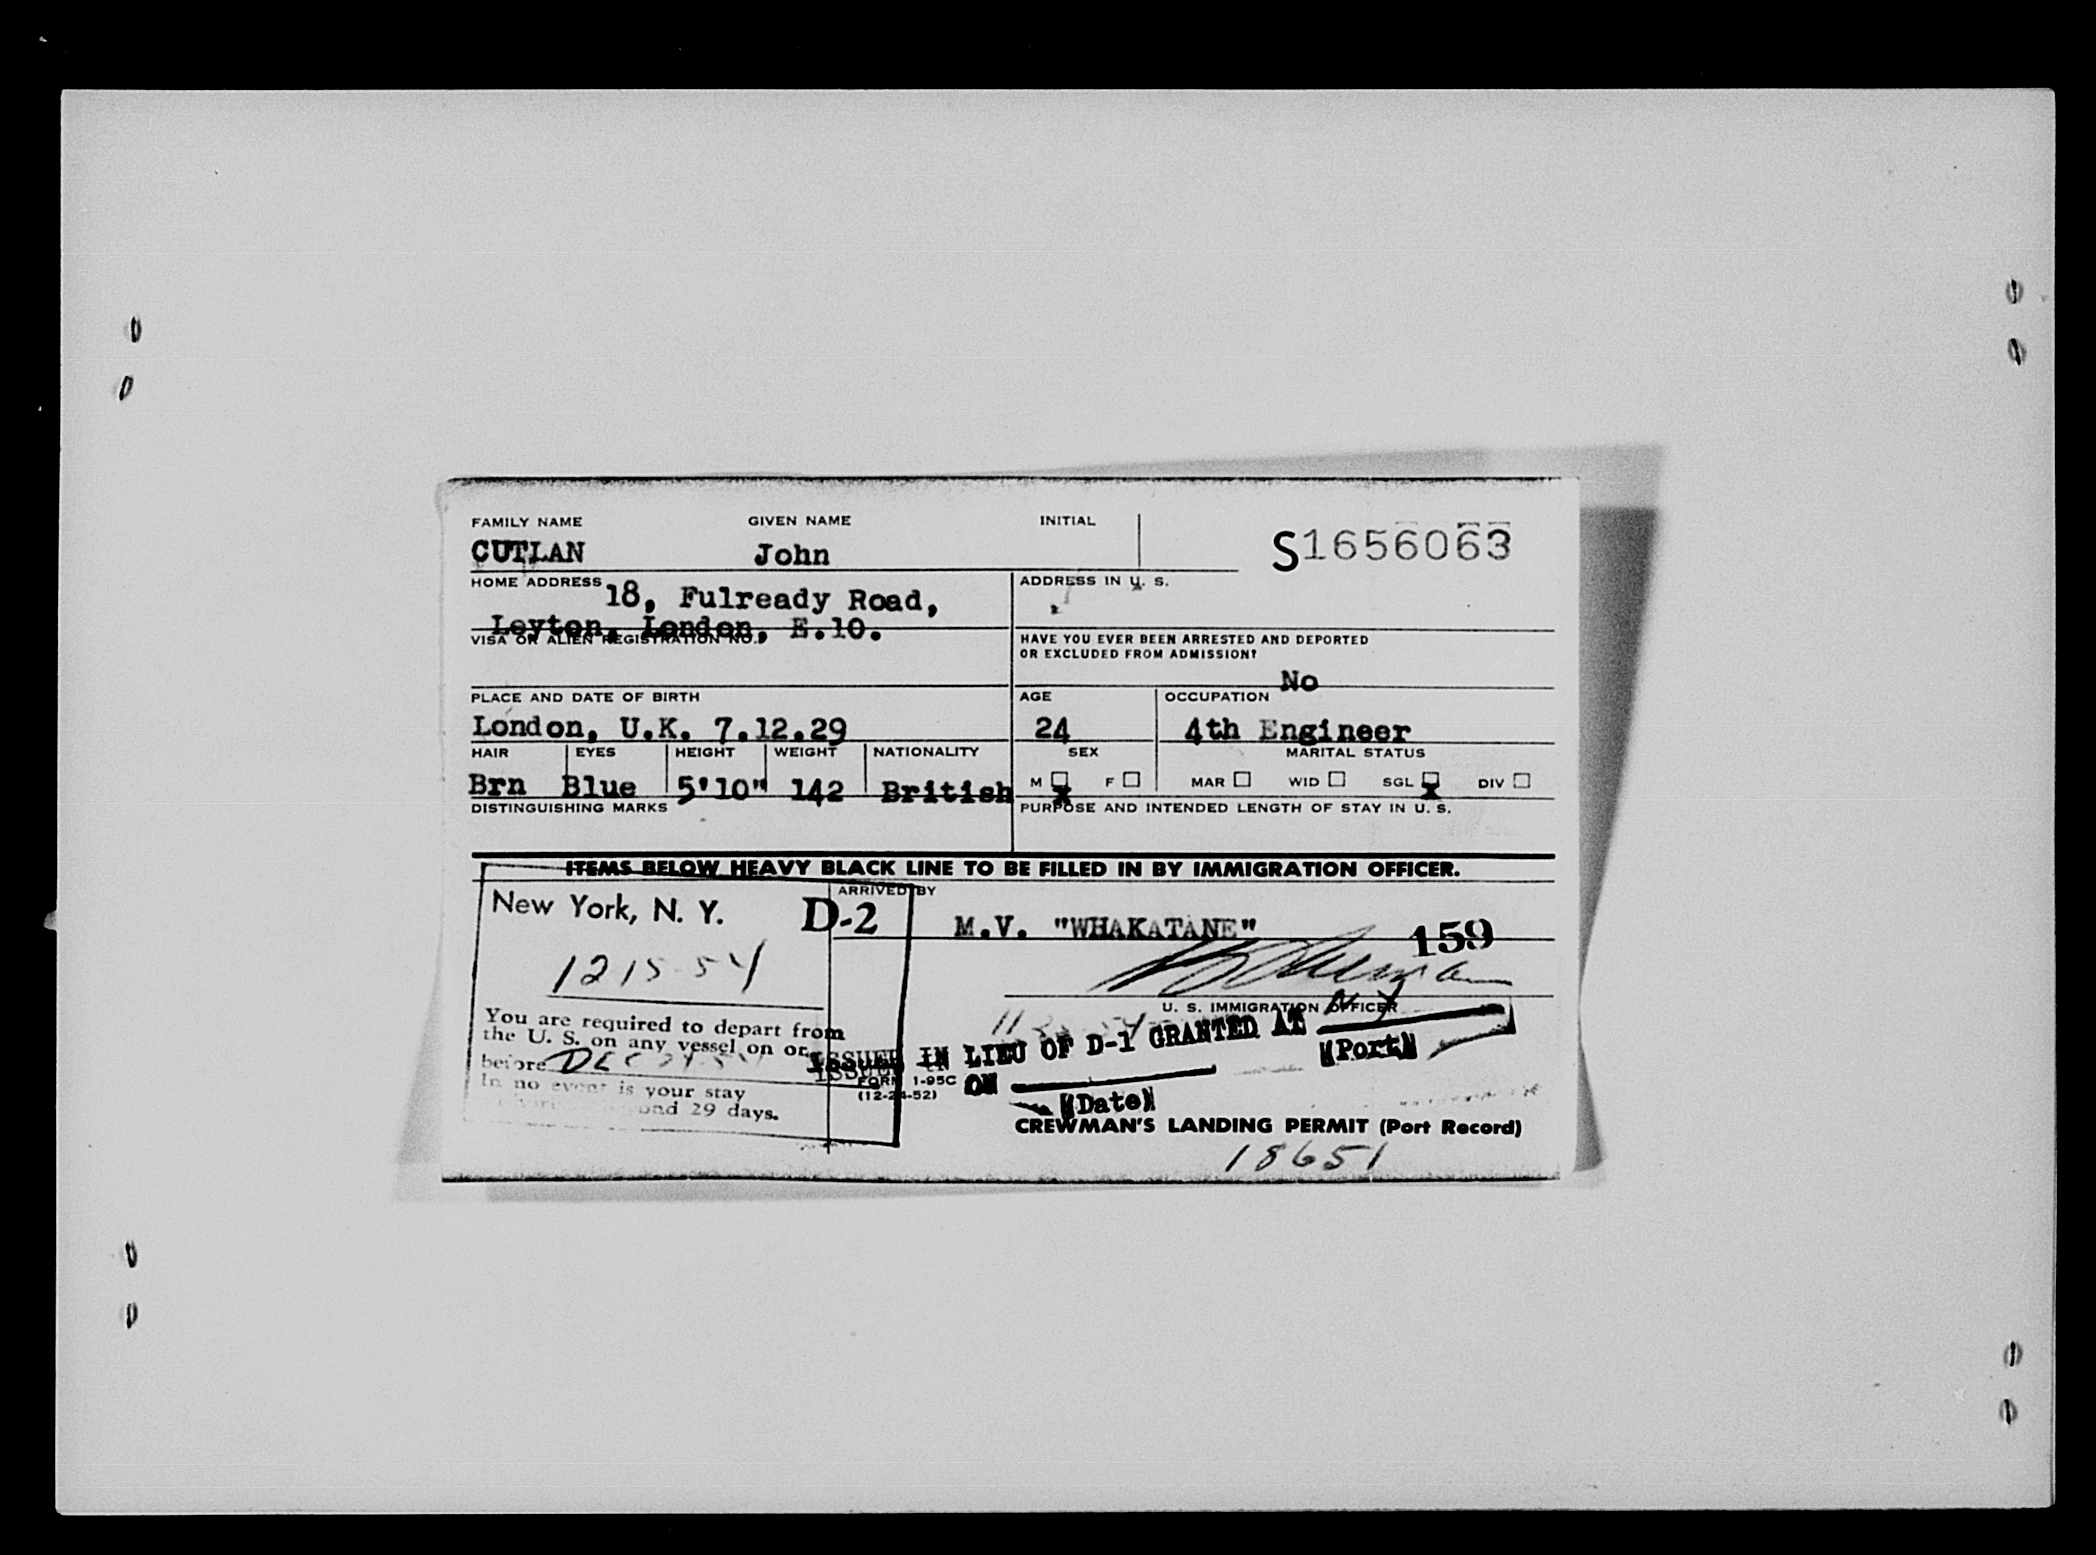 FAMILY NAME GIVEN NAME INITIAL
CUTLAN John S1656063
HOME ADDRESS ADDRESS IN U. S.
18, Fulready Road,
Leyton, London, E.10.
VISA OR ALIEN REGISTRATION NO. HAVE YOU EVER BEEN ARRESTED AND DEPORTED
OR EXCLUDED FROM ADMISSION?
No
PLACE AND DATE OF BIRTH AGE OCCUPATION
London, U.K. 7.12.29 24 4th Engineer
HAIR EYES HEIGHT WEIGHT NATIONALITY SEX MARITAL STATUS
Brn Blue 5'10" 142 British M X F MAR WID SGL X DIV
DISTINGUISHING MARKS PURPOSE AND INTENDED LENGTH OF STAY IN U. S.
ITEMS BELOW HEAVY BLACK LINE TO BE FILLED IN BY IMMIGRATION OFFICER.
ARRIVED BY
New York, N. Y. D-2 M.V. "WHAKATANE" 159
12 15 54
U. S. IMMIGRATION OFFICER
N Y
You are required to depart from
the U. S. on any vessel on or
before DEC
In no event is your stay
29 days.
ISSUED IN LIEU OF D-1 GRANTED AT
(Port)
ON
(Date)
FORM I-95C
(12-24-52)
CREWMAN'S LANDING PERMIT (Port Record)
18651